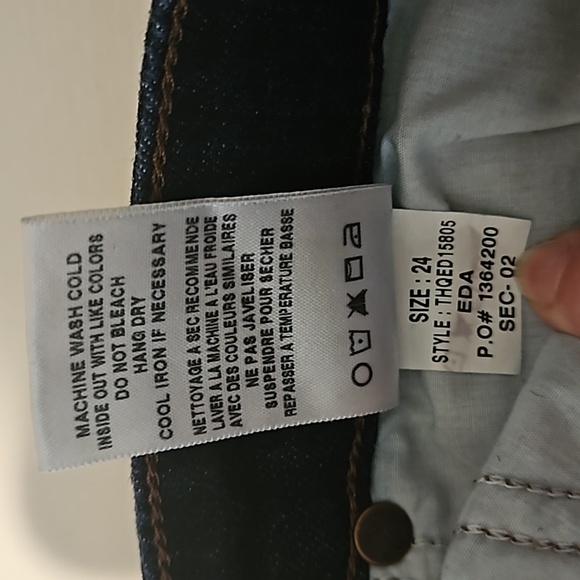 MACHINE WASH COLD
INSIDE OUT WITH LIKE COLORS
DO NOT BLEACH
HANG DRY
COOL IRON IF NECESSARY
NETTOYAGE A SEC RECOMMENDE
LAVER A LA MACHINE A L'EAU FROIDE
AVEC DES COULEURS SIMILAIRES
NE PAS JAVELISER
SUSPENDRE POUR SECHER
REPASSER A TEMPERATURE BASSE
SIZE : 24
STYLE : THQED15805
EDA
P.O# 1364200
SEC- 02